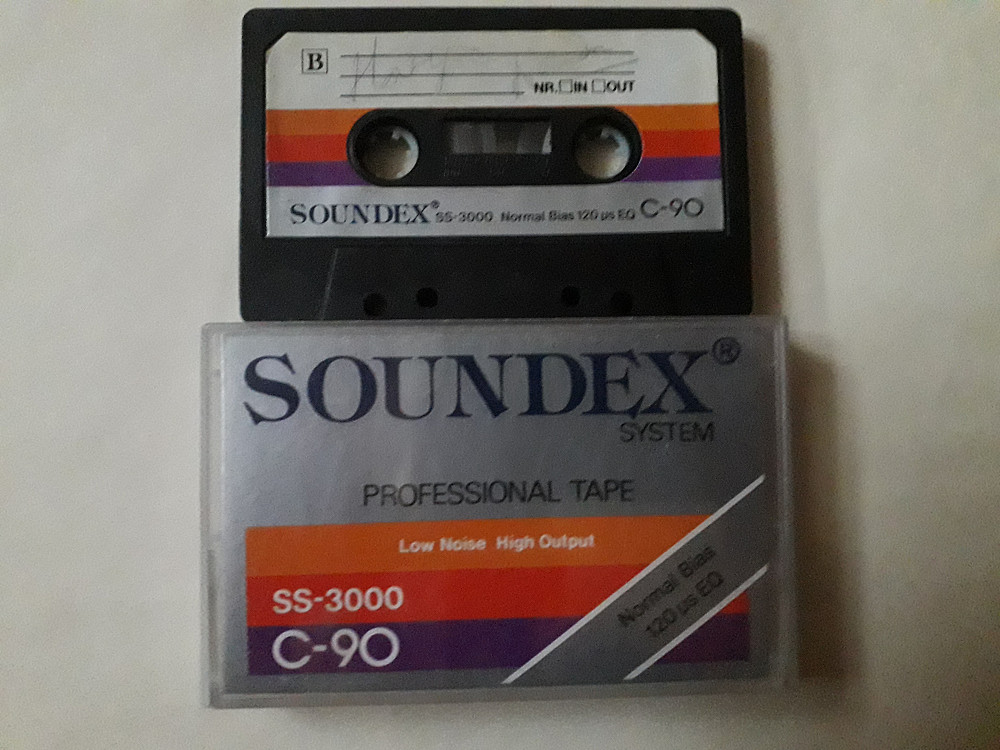 B
NR. IN OUT
SOUNDEX® SS-3000 Normal Bias 120 µs EQ C-90
SOUNDEX®
SYSTEM
PROFESSIONAL TAPE
Low Noise High Output
SS-3000
C-90
Normal Bias
120 µs EQ